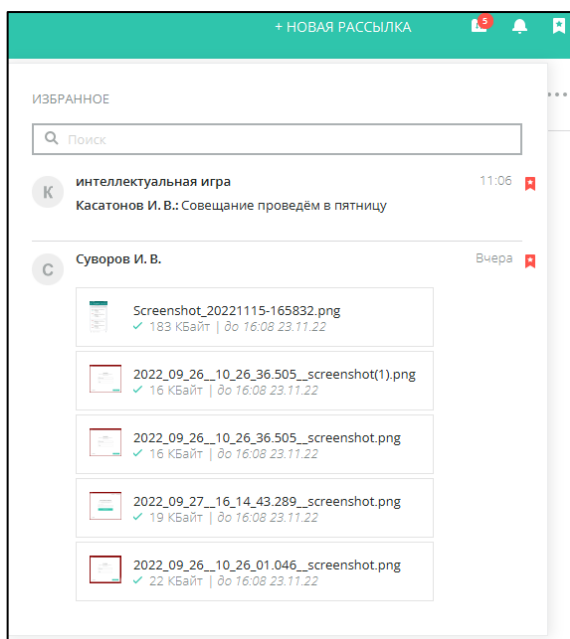 + НОВАЯ РАССЫЛКА
5
ИЗБРАННОЕ
Поиск
К
интеллектуальная игра
11:06
Касатонов И. В.: Совещание проведём в пятницу
С
Суворов И. В.
Вчера
Screenshot_20221115-165832.png
183 КБайт | до 16:08 23.11.22
2022_09_26__10_26_36.505__screenshot(1).png
16 КБайт | до 16:08 23.11.22
2022_09_26__10_26_36.505__screenshot.png
16 КБайт | до 16:08 23.11.22
2022_09_27__16_14_43.289__screenshot.png
19 КБайт | до 16:08 23.11.22
2022_09_26__10_26_01.046__screenshot.png
22 КБайт | до 16:08 23.11.22